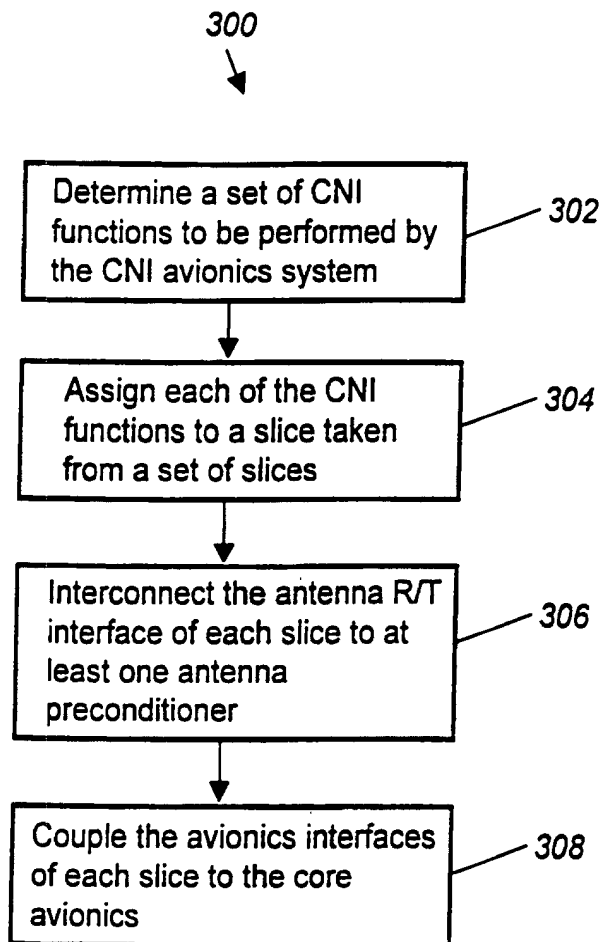 300
Determine a set of CNI
functions to be performed by
the CNI avionics system
302
Assign each of the CNI
functions to a slice taken
from a set of slices
304
Interconnect the antenna R/T
interface of each slice to at
least one antenna
preconditioner
306
Couple the avionics interfaces
of each slice to the core
avionics
308